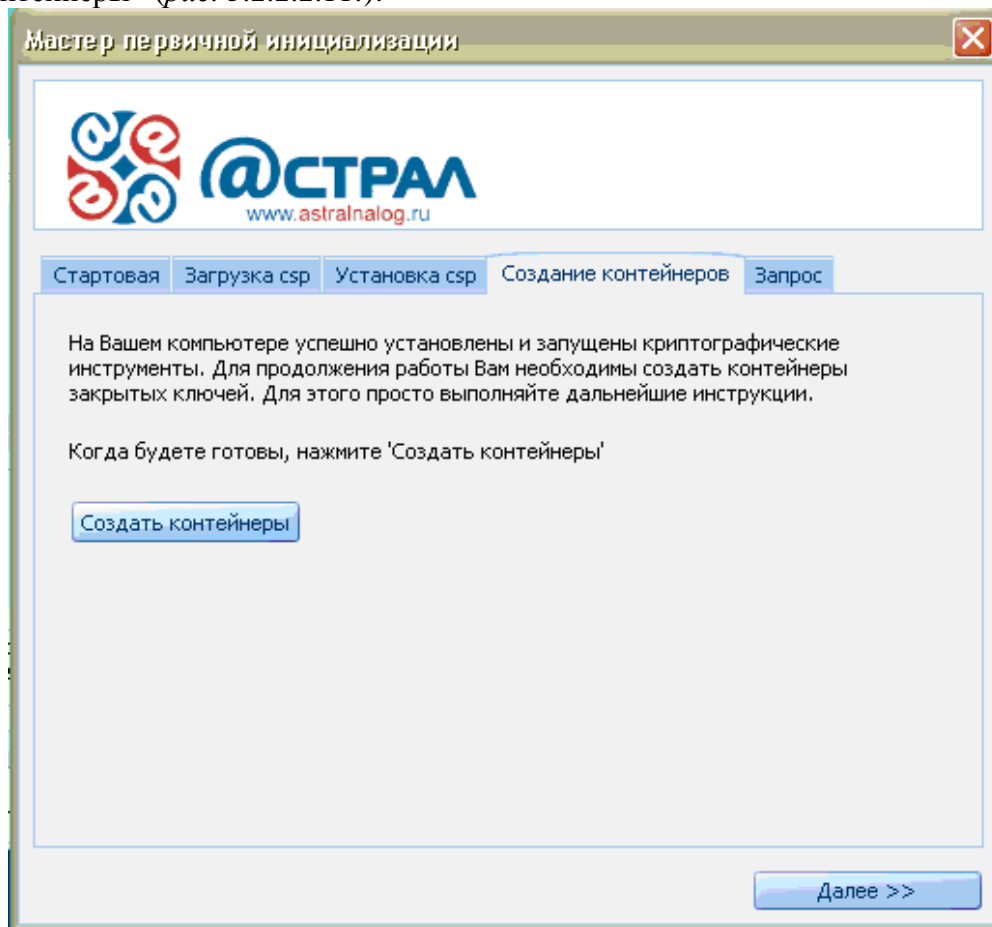 (рис.
Мастер первичной инициализации
@СТРАЛ
www.astralnalog.ru
Стартовая Загрузка csp Установка csp Создание контейнеров Запрос
На Вашем компьютере успешно установлены и запущены криптографические
инструменты. Для продолжения работы Вам необходимы создать контейнеры
закрытых ключей. Для этого просто выполняйте дальнейшие инструкции.
Когда будете готовы, нажмите 'Создать контейнеры'
Создать контейнеры
Далее >>